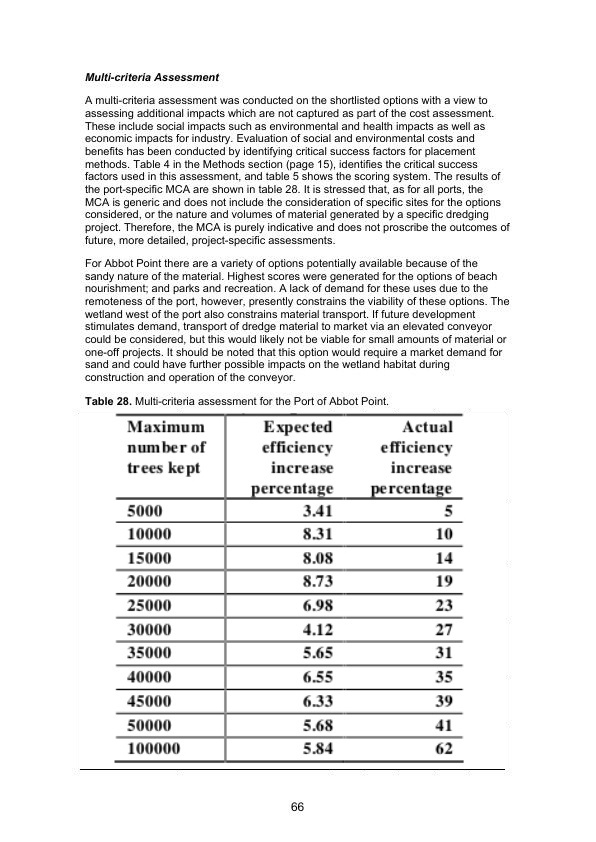 Multi-criteria Assessment
A multi-criteria assessment was conducted on the shortlisted options with a view to
assessing additional impacts which are not captured as part of the cost assessment.
These include social impacts such as environmental and health impacts as well as
economic impacts for industry. Evaluation of social and environmental costs and
benefits has been conducted by identifying critical success factors for placement
methods. Table 4 in the Methods section (page 15), identifies the critical success
factors used in this assessment, and table 5 shows the scoring system. The results of
the port-specific MCA are shown in table 28. It is stressed that, as for all ports, the
MCA is generic and does not include the consideration of specific sites for the options
considered, or the nature and volumes of material generated by a specific dredging
project. Therefore, the MCA is purely indicative and does not proscribe the outcomes of
future, more detailed, project-specific assessments.
For Abbot Point there are a variety of options potentially available because of the
sandy nature of the material. Highest scores were generated for the options of beach
nourishment; and parks and recreation. A lack of demand for these uses due to the
remoteness of the port, however, presently constrains the viability of these options. The
wetland west of the port also constrains material transport. If future development
stimulates demand, transport of dredge material to market via an elevated conveyor
could be considered, but this would likely not be viable for small amounts of material or
one-off projects. It should be noted that this option would require a market demand for
sand and could have further possible impacts on the wetland habitat during
construction and operation of the conveyor.
Table 28. Multi-criteria assessment for the Port of Abbot Point.
Maximum Expected Actual
number of efficiency efficiency
trees kept increase increase
percentage percentage
5000 3.41 5
10000 8.31 10
15000 8.08 14
20000 8.73 19
25000 6.98 23
30000 4.12 27
35000 5.65 31
40000 6.55 35
45000 6.33 39
50000 5.68 41
100000 5.84 62
66